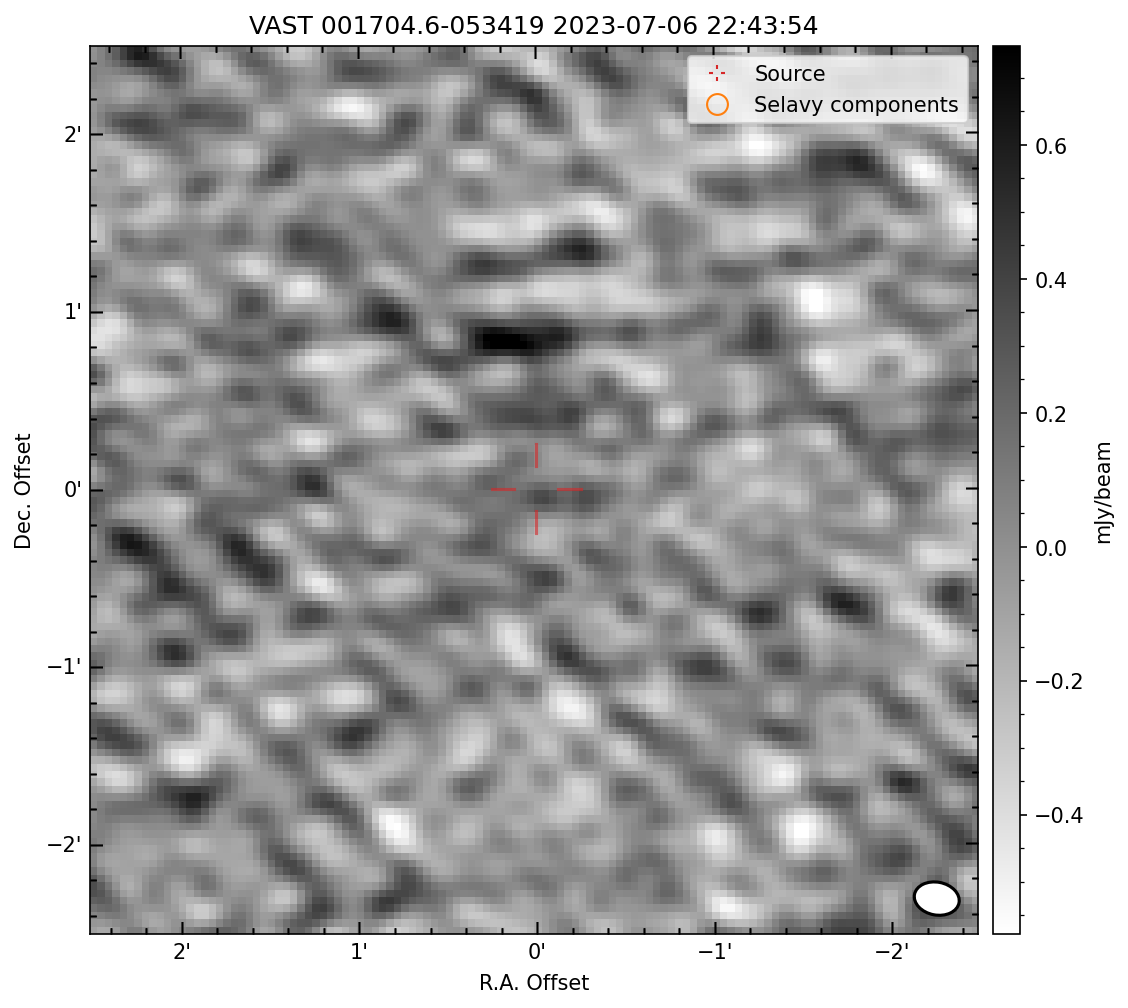 VAST 001704.6-053419 2023-07-06 22:43:54
Source
Selavy components
2'
1'
0'
−1'
−2'
Dec. Offset
2'
1'
0'
−1'
−2'
R.A. Offset
0.6
0.4
0.2
0.0
−0.2
−0.4
mJy/beam